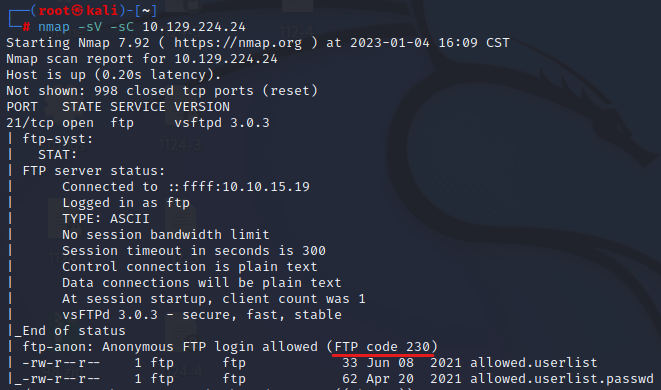 ┌──(root㉿kali)-[~]
└─# nmap -sV -sC 10.129.224.24
Starting Nmap 7.92 ( https://nmap.org ) at 2023-01-04 16:09 CST
Nmap scan report for 10.129.224.24
Host is up (0.20s latency).
Not shown: 998 closed tcp ports (reset)
PORT   STATE SERVICE VERSION
21/tcp open  ftp     vsftpd 3.0.3
| ftp-syst:
|   STAT:
| FTP server status:
|      Connected to ::ffff:10.10.15.19
|      Logged in as ftp
|      TYPE: ASCII
|      No session bandwidth limit
|      Session timeout in seconds is 300
|      Control connection is plain text
|      Data connections will be plain text
|      At session startup, client count was 1
|      vsFTPd 3.0.3 - secure, fast, stable
|_End of status
| ftp-anon: Anonymous FTP login allowed (FTP code 230)
| -rw-r--r--    1 ftp      ftp            33 Jun 08  2021 allowed.userlist
| -rw-r--r--    1 ftp      ftp            62 Apr 20  2021 allowed.userlist.passwd